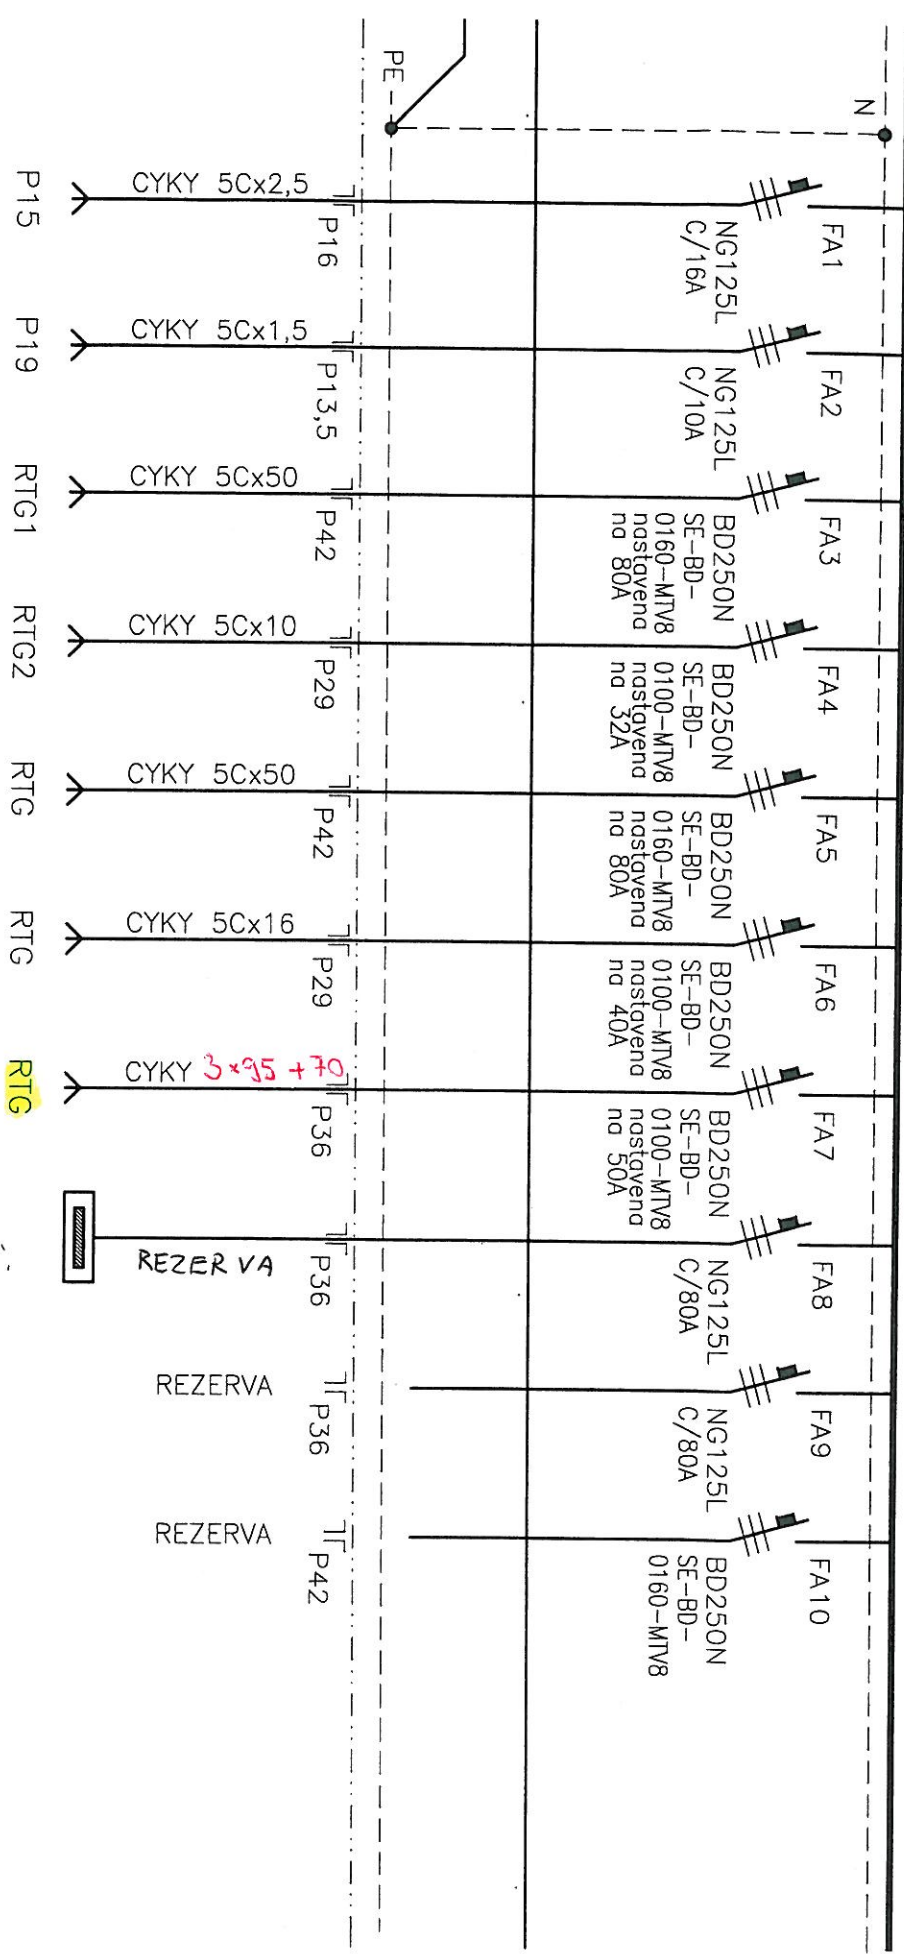 N
PE
FA1
NG125L
C/16A
P16
CYKY 5Cx2,5
P15
FA2
NG125L
C/10A
P13,5
CYKY 5Cx1,5
P19
FA3
BD250N
SE-BD-
0160-MTV8
nastavena
na 80A
P42
CYKY 5Cx50
RTG1
FA4
BD250N
SE-BD-
0100-MTV8
nastavena
na 32A
P29
CYKY 5Cx10
RTG2
FA5
BD250N
SE-BD-
0160-MTV8
nastavena
na 80A
P42
CYKY 5Cx50
RTG
FA6
BD250N
SE-BD-
0100-MTV8
nastavena
na 40A
P29
CYKY 5Cx16
RTG
FA7
BD250N
SE-BD-
0100-MTV8
nastavena
na 50A
P36
CYKY 3x95+70
RTG
FA8
NG125L
C/80A
P36
REZERVA
FA9
NG125L
C/80A
P36
REZERVA
FA10
BD250N
SE-BD-
0160-MTV8
P42
REZERVA